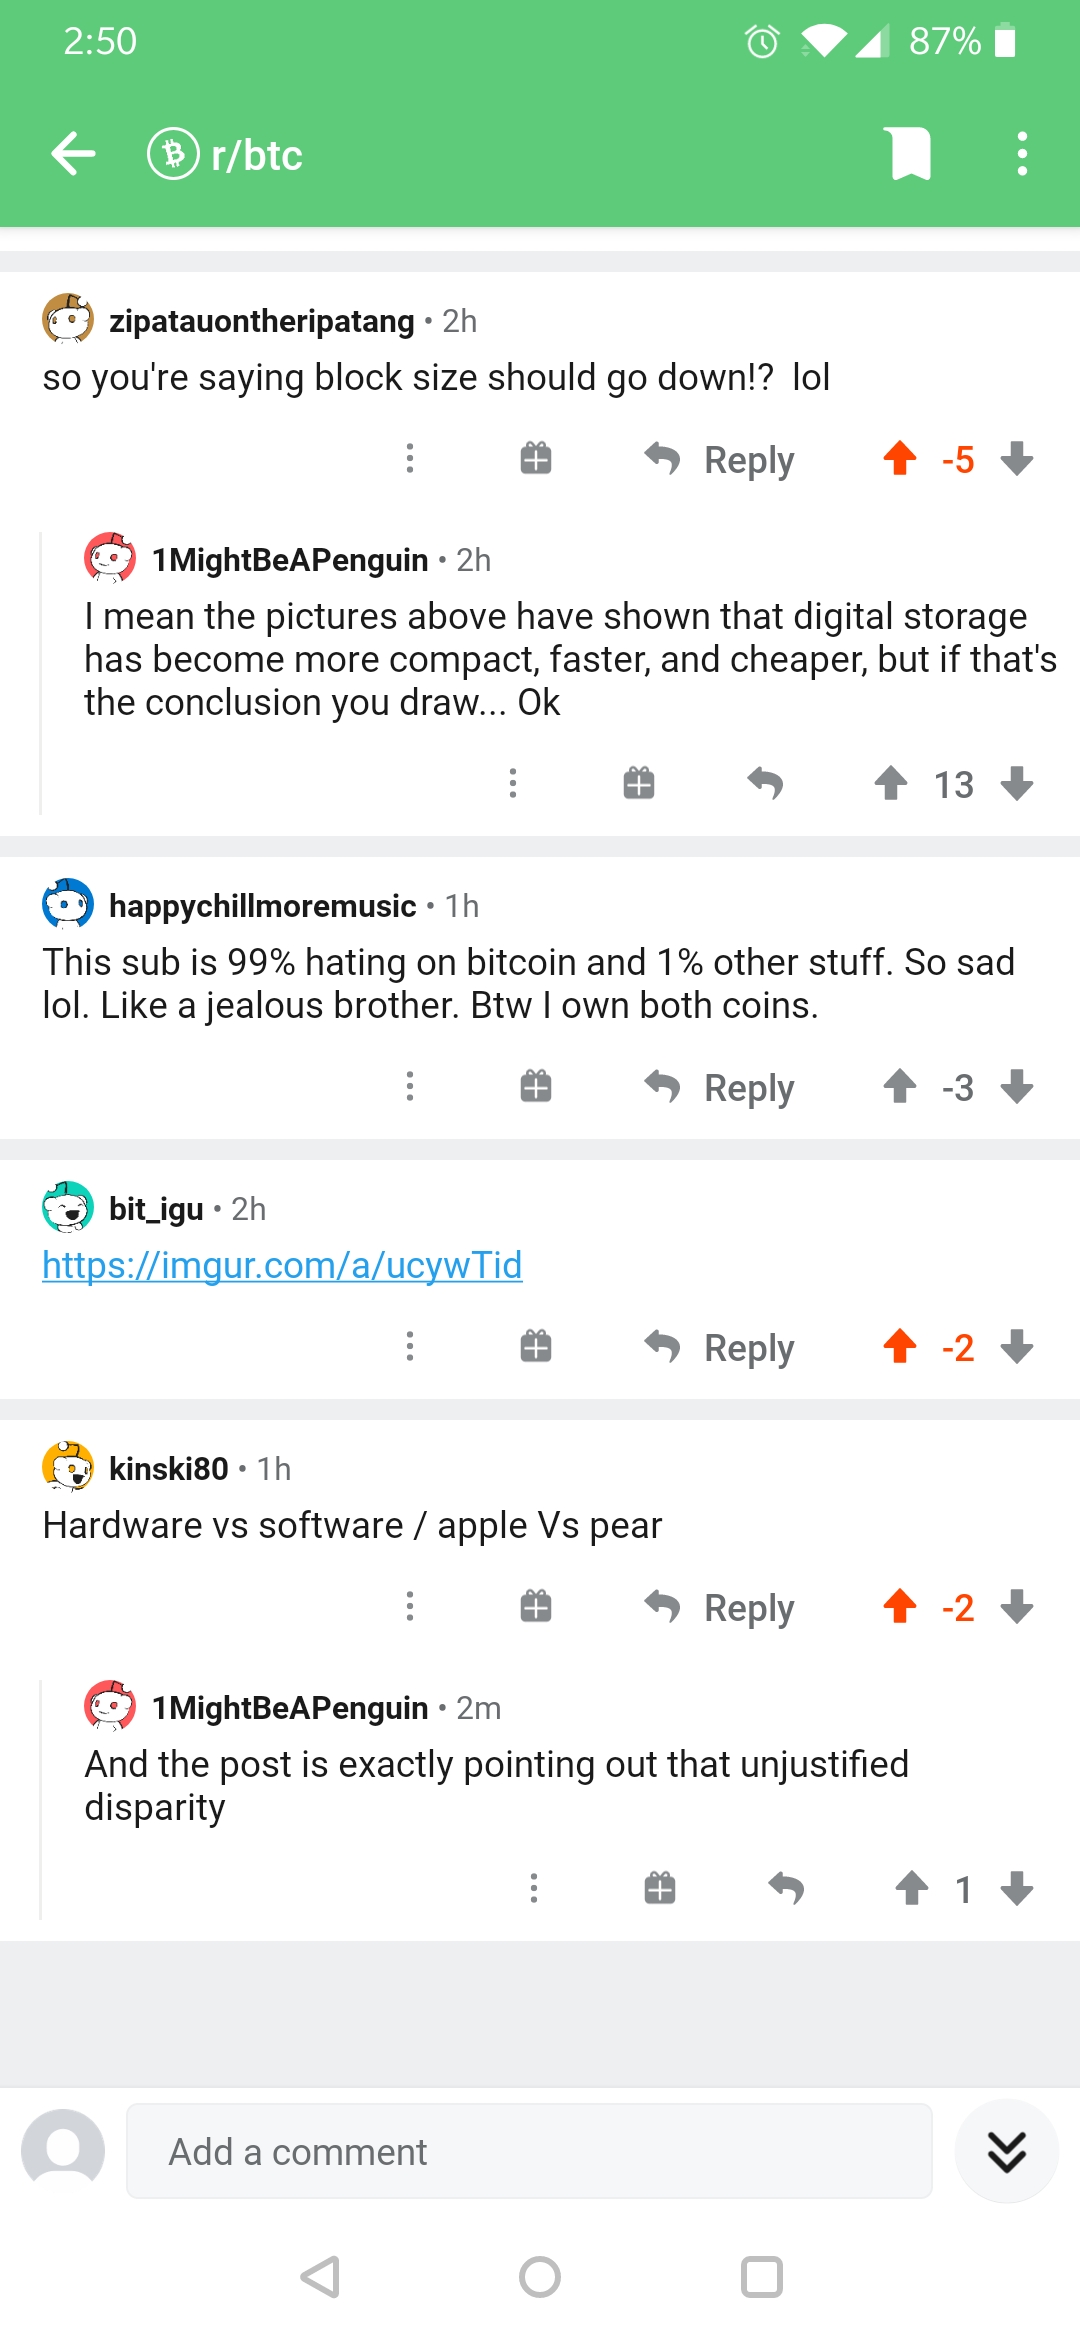 2:50
87%
r/btc
zipatauontheripatang • 2h
so you're saying block size should go down!? lol
Reply
-5
1MightBeAPenguin • 2h
I mean the pictures above have shown that digital storage
has become more compact, faster, and cheaper, but if that's
the conclusion you draw... Ok
13
happychillmoremusic • 1h
This sub is 99% hating on bitcoin and 1% other stuff. So sad
lol. Like a jealous brother. Btw I own both coins.
Reply
-3
bit_igu • 2h
https://imgur.com/a/ucywTid
Reply
-2
kinski80 • 1h
Hardware vs software / apple Vs pear
Reply
-2
1MightBeAPenguin • 2m
And the post is exactly pointing out that unjustified
disparity
1
Add a comment